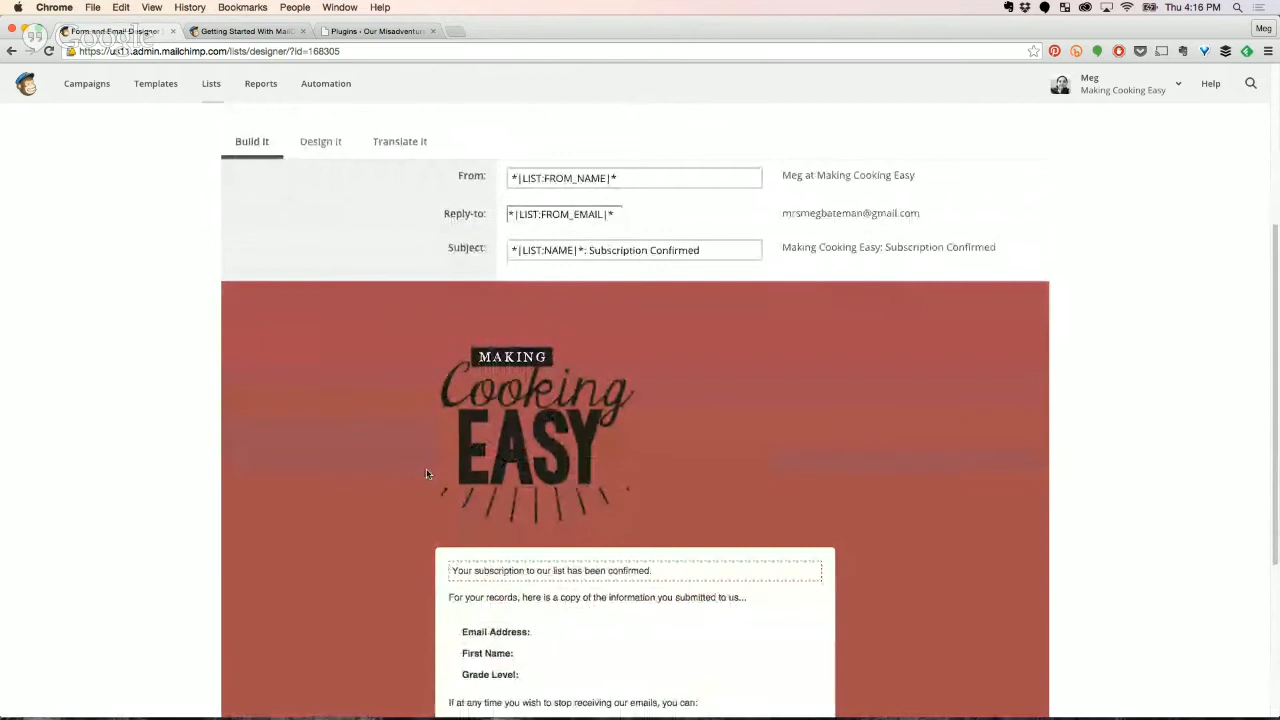 Chrome File Edit View History Bookmarks People Window Help Thu 4:16 PM
Form and Email Designer Getting Started With MailC Plugins ‹ Our Misadventur Meg
Google
https://us11.admin.mailchimp.com/lists/designer/?id=168305
Campaigns Templates Lists Reports Automation Meg Help
Making Cooking Easy
Build It Design It Translate It
From: *|LIST:FROM_NAME|* Meg at Making Cooking Easy
Reply-to: *|LIST:FROM_EMAIL|* mrsmegbateman@gmail.com
Subject: *|LIST:NAME|*: Subscription Confirmed Making Cooking Easy: Subscription Confirmed
MAKING
Cooking
EASY
Your subscription to our list has been confirmed.
For your records, here is a copy of the information you submitted to us...
Email Address:
First Name:
Grade Level:
If at any time you wish to stop receiving our emails, you can: